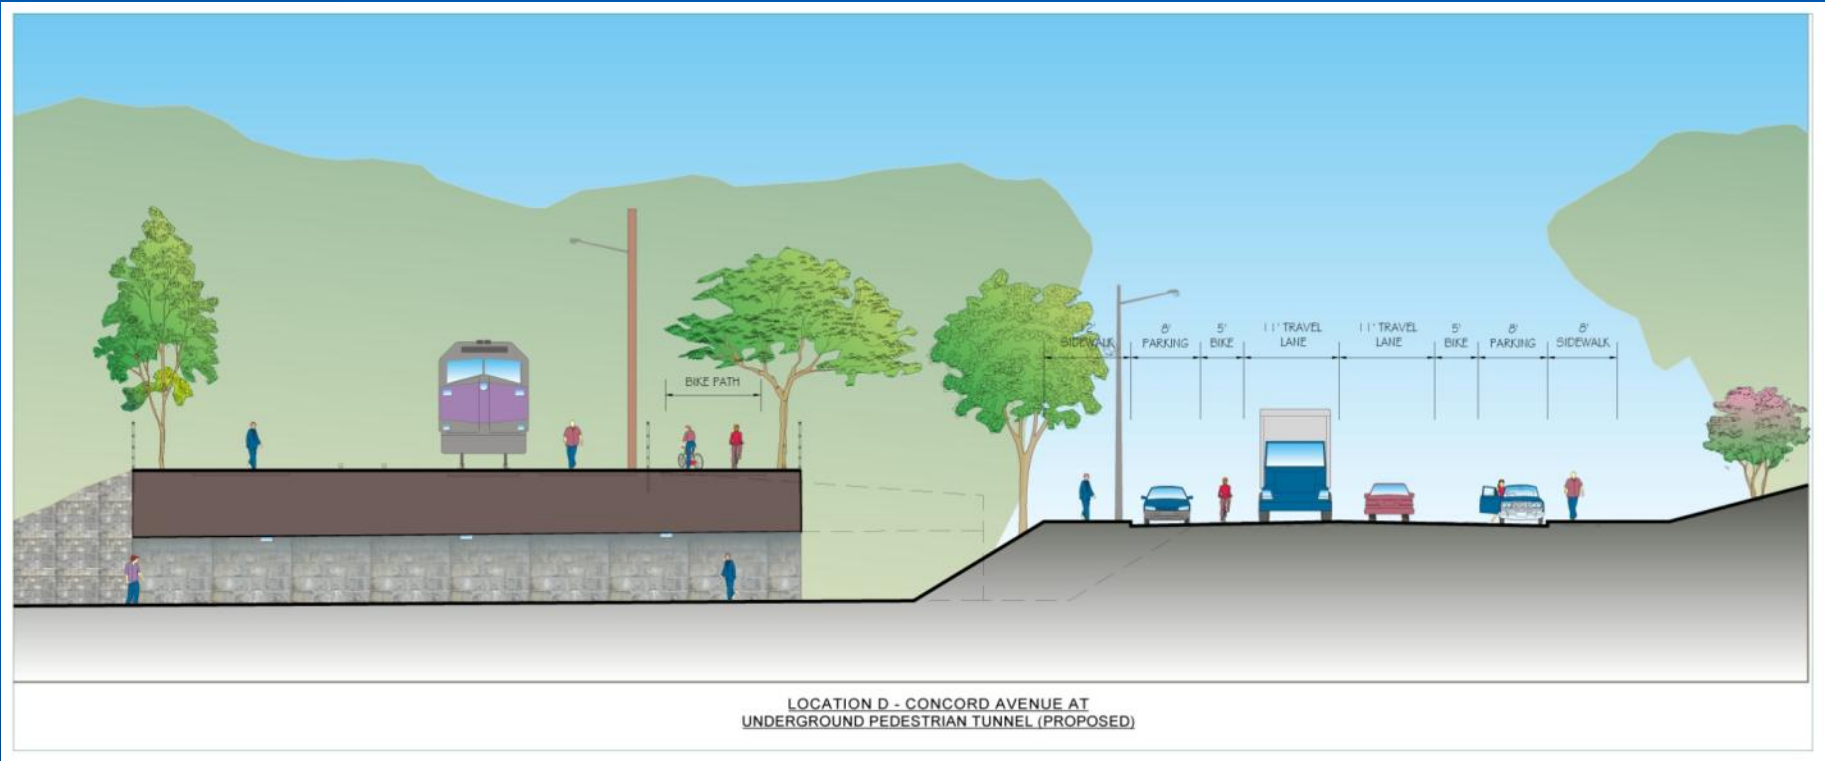 8'
PARKING
5'
BIKE
11' TRAVEL
LANE
11' TRAVEL
LANE
5'
BIKE
8'
PARKING
8'
SIDEWALK
SIDEWALK
BIKE PATH
LOCATION D - CONCORD AVENUE AT
UNDERGROUND PEDESTRIAN TUNNEL (PROPOSED)